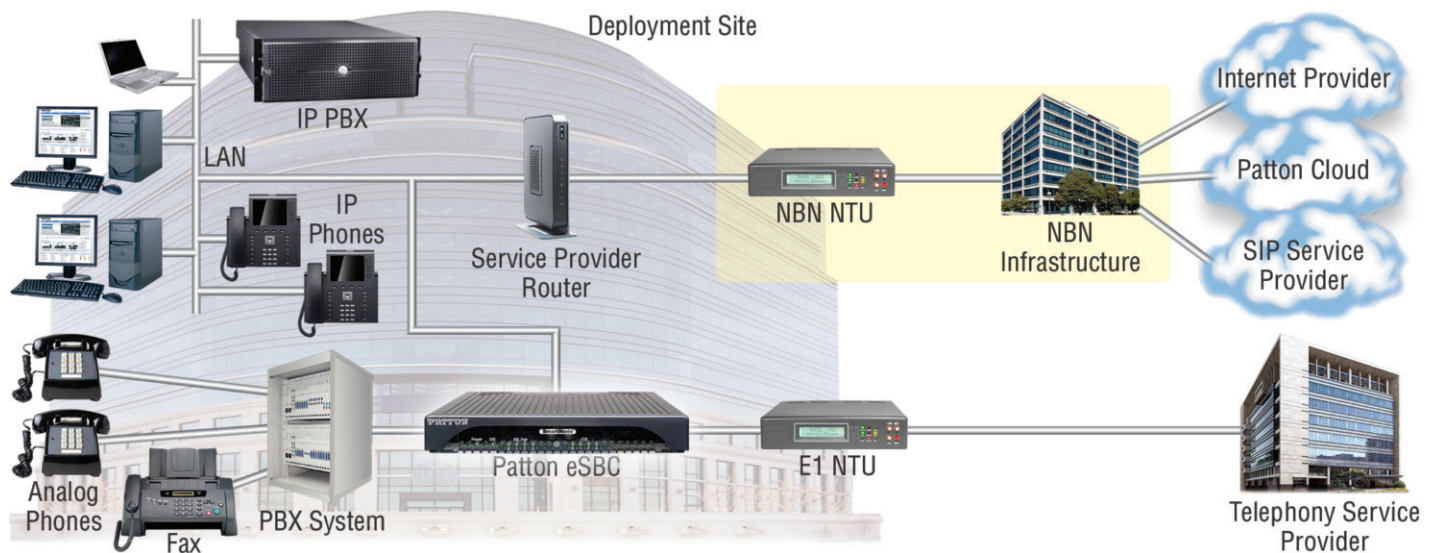 Deployment Site
IP PBX
LAN
IP
Phones
Service Provider
Router
NBN NTU
NBN
Infrastructure
Internet Provider
Patton Cloud
SIP Service
Provider
PATTON
SmartNode
Power
Patton eSBC
E1 NTU
Analog
Phones
Fax
PBX System
Telephony Service
Provider